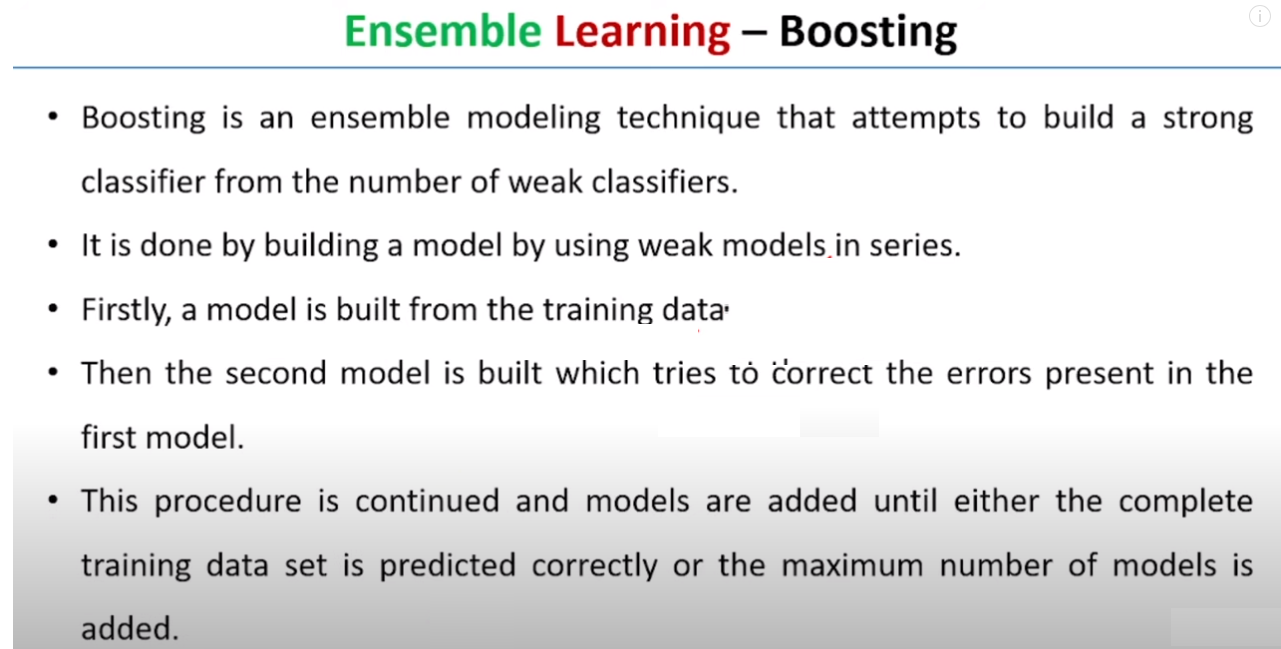 Ensemble Learning – Boosting
• Boosting is an ensemble modeling technique that attempts to build a strong
classifier from the number of weak classifiers.
• It is done by building a model by using weak models in series.
• Firstly, a model is built from the training data.
• Then the second model is built which tries to correct the errors present in the
first model.
• This procedure is continued and models are added until either the complete
training data set is predicted correctly or the maximum number of models is
added.